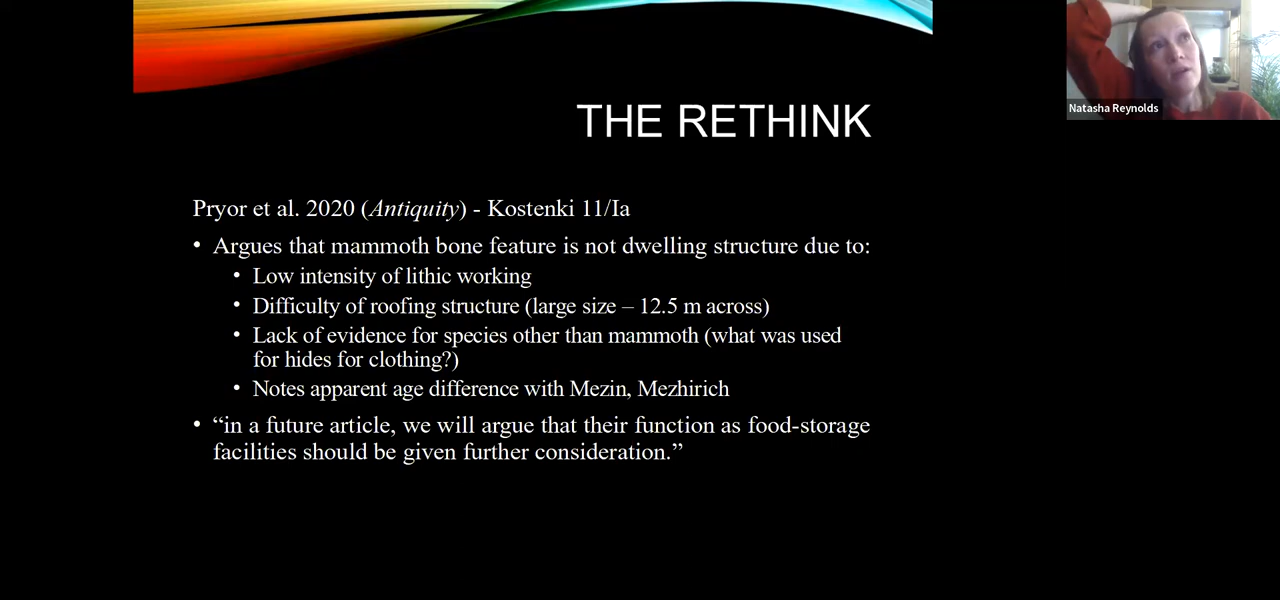 Natasha Reynolds
THE RETHINK
Pryor et al. 2020 (Antiquity) - Kostenki 11/Ia
• Argues that mammoth bone feature is not dwelling structure due to:
• Low intensity of lithic working
• Difficulty of roofing structure (large size – 12.5 m across)
• Lack of evidence for species other than mammoth (what was used
for hides for clothing?)
• Notes apparent age difference with Mezin, Mezhirich
• “in a future article, we will argue that their function as food-storage
facilities should be given further consideration.”